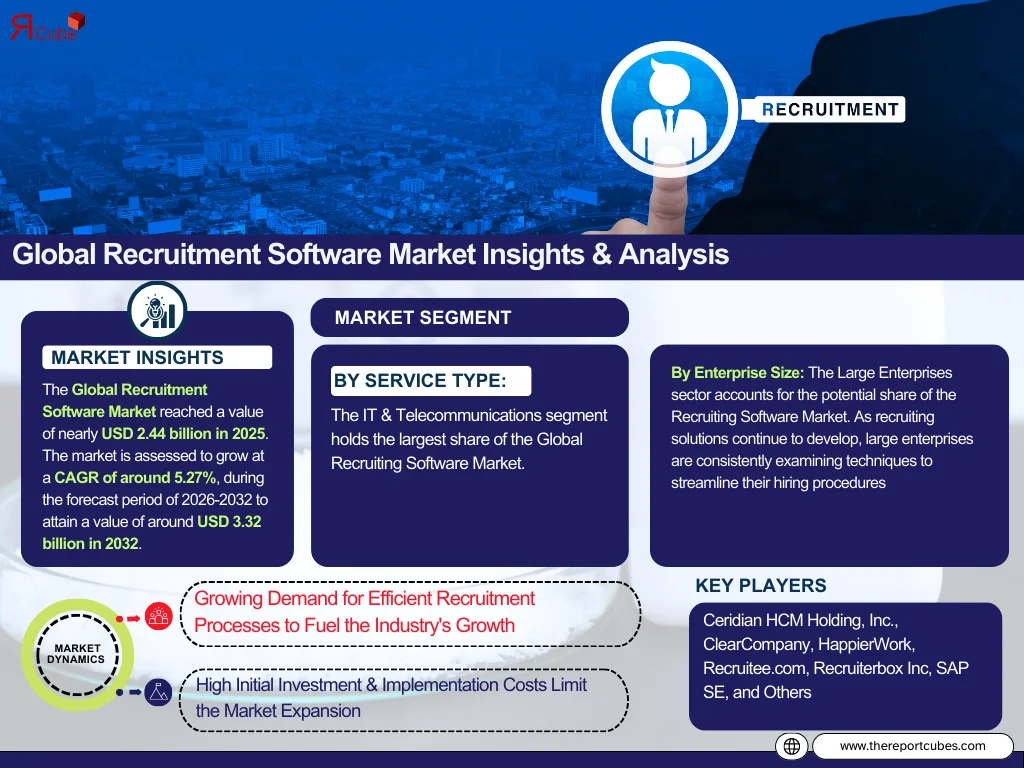 ЯCube
RECRUITMENT
Global Recruitment Software Market Insights & Analysis
MARKET INSIGHTS
The Global Recruitment
Software Market reached a value
of nearly USD 2.44 billion in 2025.
The market is assessed to grow at
a CAGR of around 5.27%, during
the forecast period of 2026-2032 to
attain a value of around USD 3.32
billion in 2032.
MARKET SEGMENT
BY SERVICE TYPE:
The IT & Telecommunications segment
holds the largest share of the Global
Recruiting Software Market.
By Enterprise Size: The Large Enterprises
sector accounts for the potential share of the
Recruiting Software Market. As recruiting
solutions continue to develop, large enterprises
are consistently examining techniques to
streamline their hiring procedures
MARKET
DYNAMICS
Growing Demand for Efficient Recruitment
Processes to Fuel the Industry's Growth
High Initial Investment & Implementation Costs Limit
the Market Expansion
KEY PLAYERS
Ceridian HCM Holding, Inc.,
ClearCompany, HappierWork,
Recruitee.com, Recruiterbox Inc, SAP
SE, and Others
www.thereportcubes.com